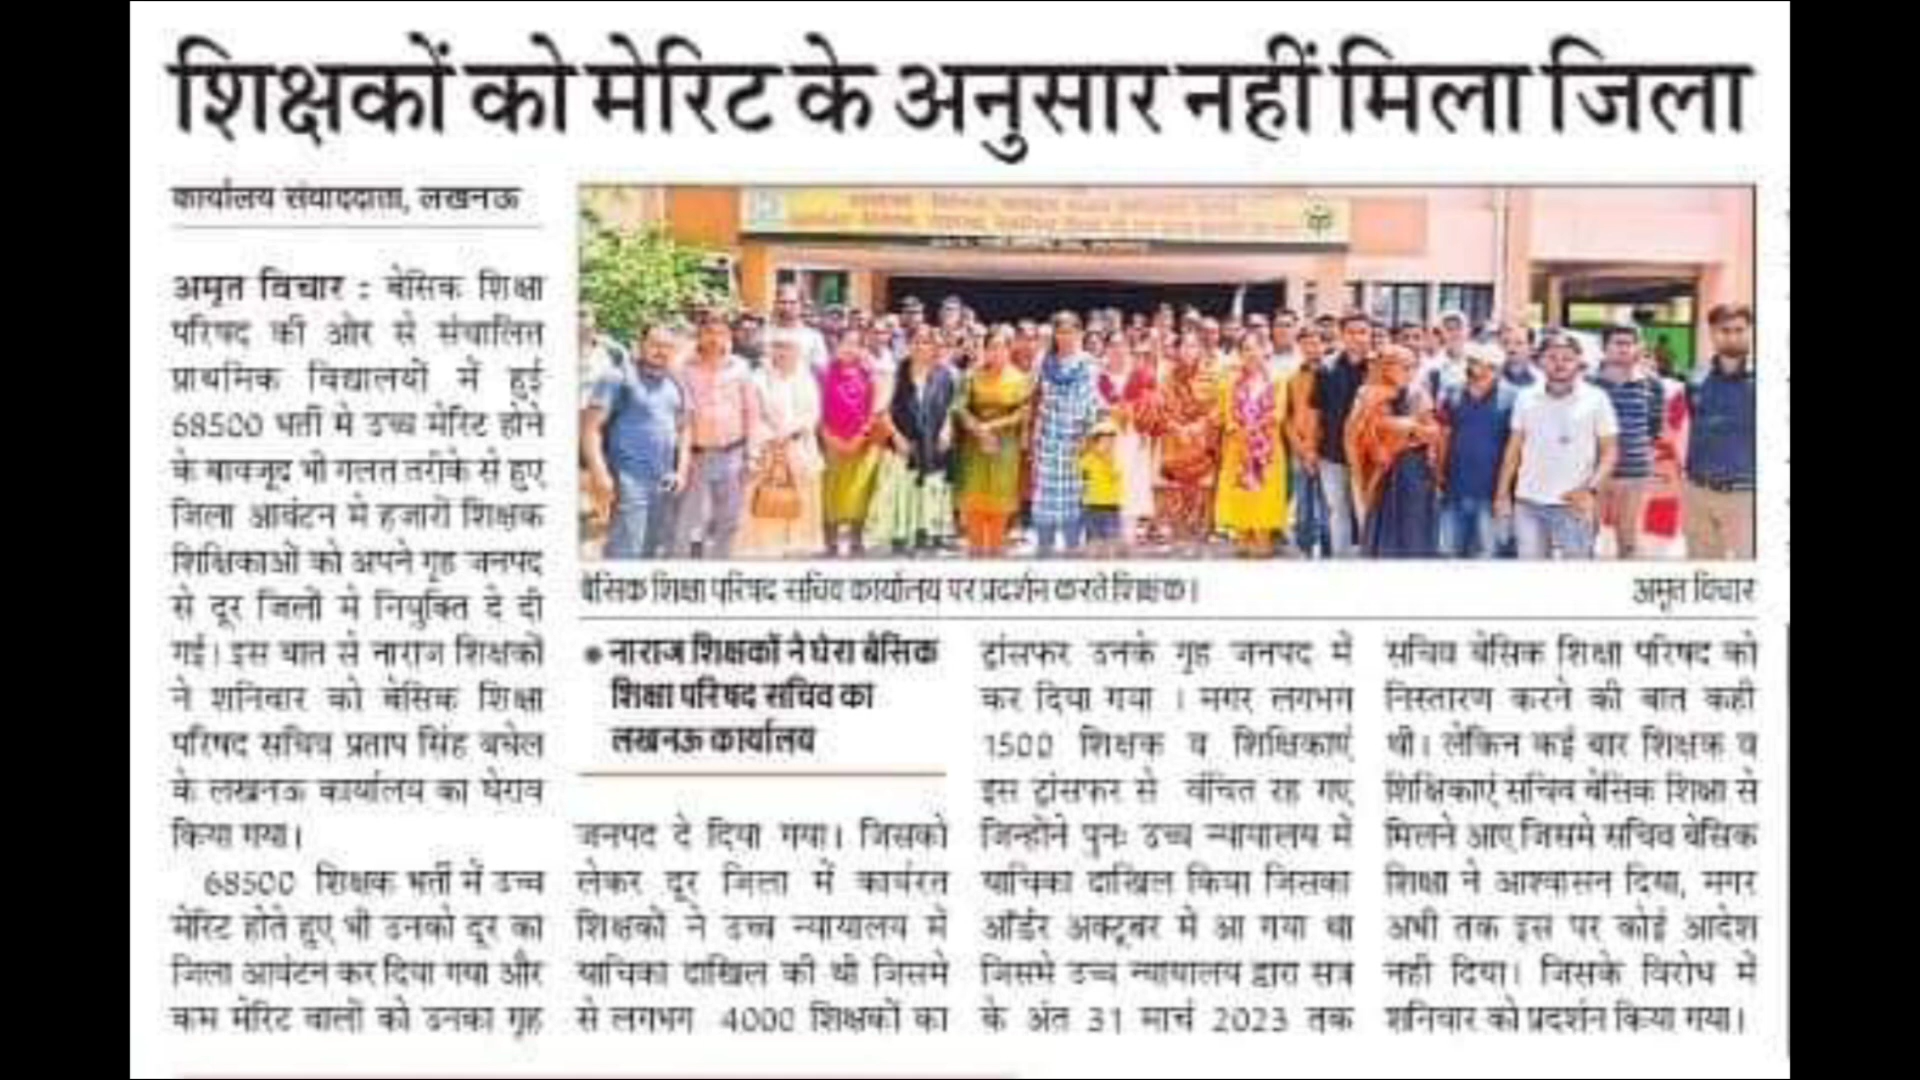 शिक्षकों को मेरिट के अनुसार नहीं मिला जिला
कार्यालय संवाददाता, लखनऊ
अमृत विचार : बेसिक शिक्षा
परिषद की ओर से संचालित
प्राथमिक विद्यालयों में हुई
68500 भर्ती मे उच्च मेरिट होने
के बावजूद भी गलत तरीके से हुए
जिला आवंटन मे हजारों शिक्षक
शिक्षिकाओं को अपने गृह जनपद
से दूर जिलों मे नियुक्ति दे दी
गई। इस बात से नाराज शिक्षकों
ने शनिवार को बेसिक शिक्षा
परिषद सचिव प्रताप सिंह बघेल
के लखनऊ कार्यालय का घेराव
किया गया।
68500 शिक्षक भर्ती में उच्च
मेरिट होते हुए भी उनको दूर का
जिला आवंटन कर दिया गया और
कम मेरिट वालों को उनका गृह
बेसिक शिक्षा परिषद सचिव कार्यालय पर प्रदर्शन करते शिक्षक।
अमृत विचार
● नाराज शिक्षकों ने घेरा बेसिक
शिक्षा परिषद सचिव का
लखनऊ कार्यालय
जनपद दे दिया गया। जिसको
लेकर दूर जिला में कार्यरत
शिक्षकों ने उच्च न्यायालय में
याचिका दाखिल की थी जिसमे
से लगभग 4000 शिक्षकों का
ट्रांसफर उनके गृह जनपद में
कर दिया गया । मगर लगभग
1500 शिक्षक व शिक्षिकाएं
इस ट्रांसफर से वंचित रह गए
जिन्होंने पुनः उच्च न्यायालय में
याचिका दाखिल किया जिसका
ऑर्डर अक्टूबर में आ गया था
जिसमे उच्च न्यायालय द्वारा सत्र
के अंत 31 मार्च 2023 तक
सचिव बेसिक शिक्षा परिषद को
निस्तारण करने की बात कही
थी। लेकिन कई बार शिक्षक व
शिक्षिकाएं सचिव बेसिक शिक्षा से
मिलने आए जिसमे सचिव बेसिक
शिक्षा ने आश्वासन दिया, मगर
अभी तक इस पर कोई आदेश
नही दिया। जिसके विरोध में
शनिवार को प्रदर्शन किया गया।